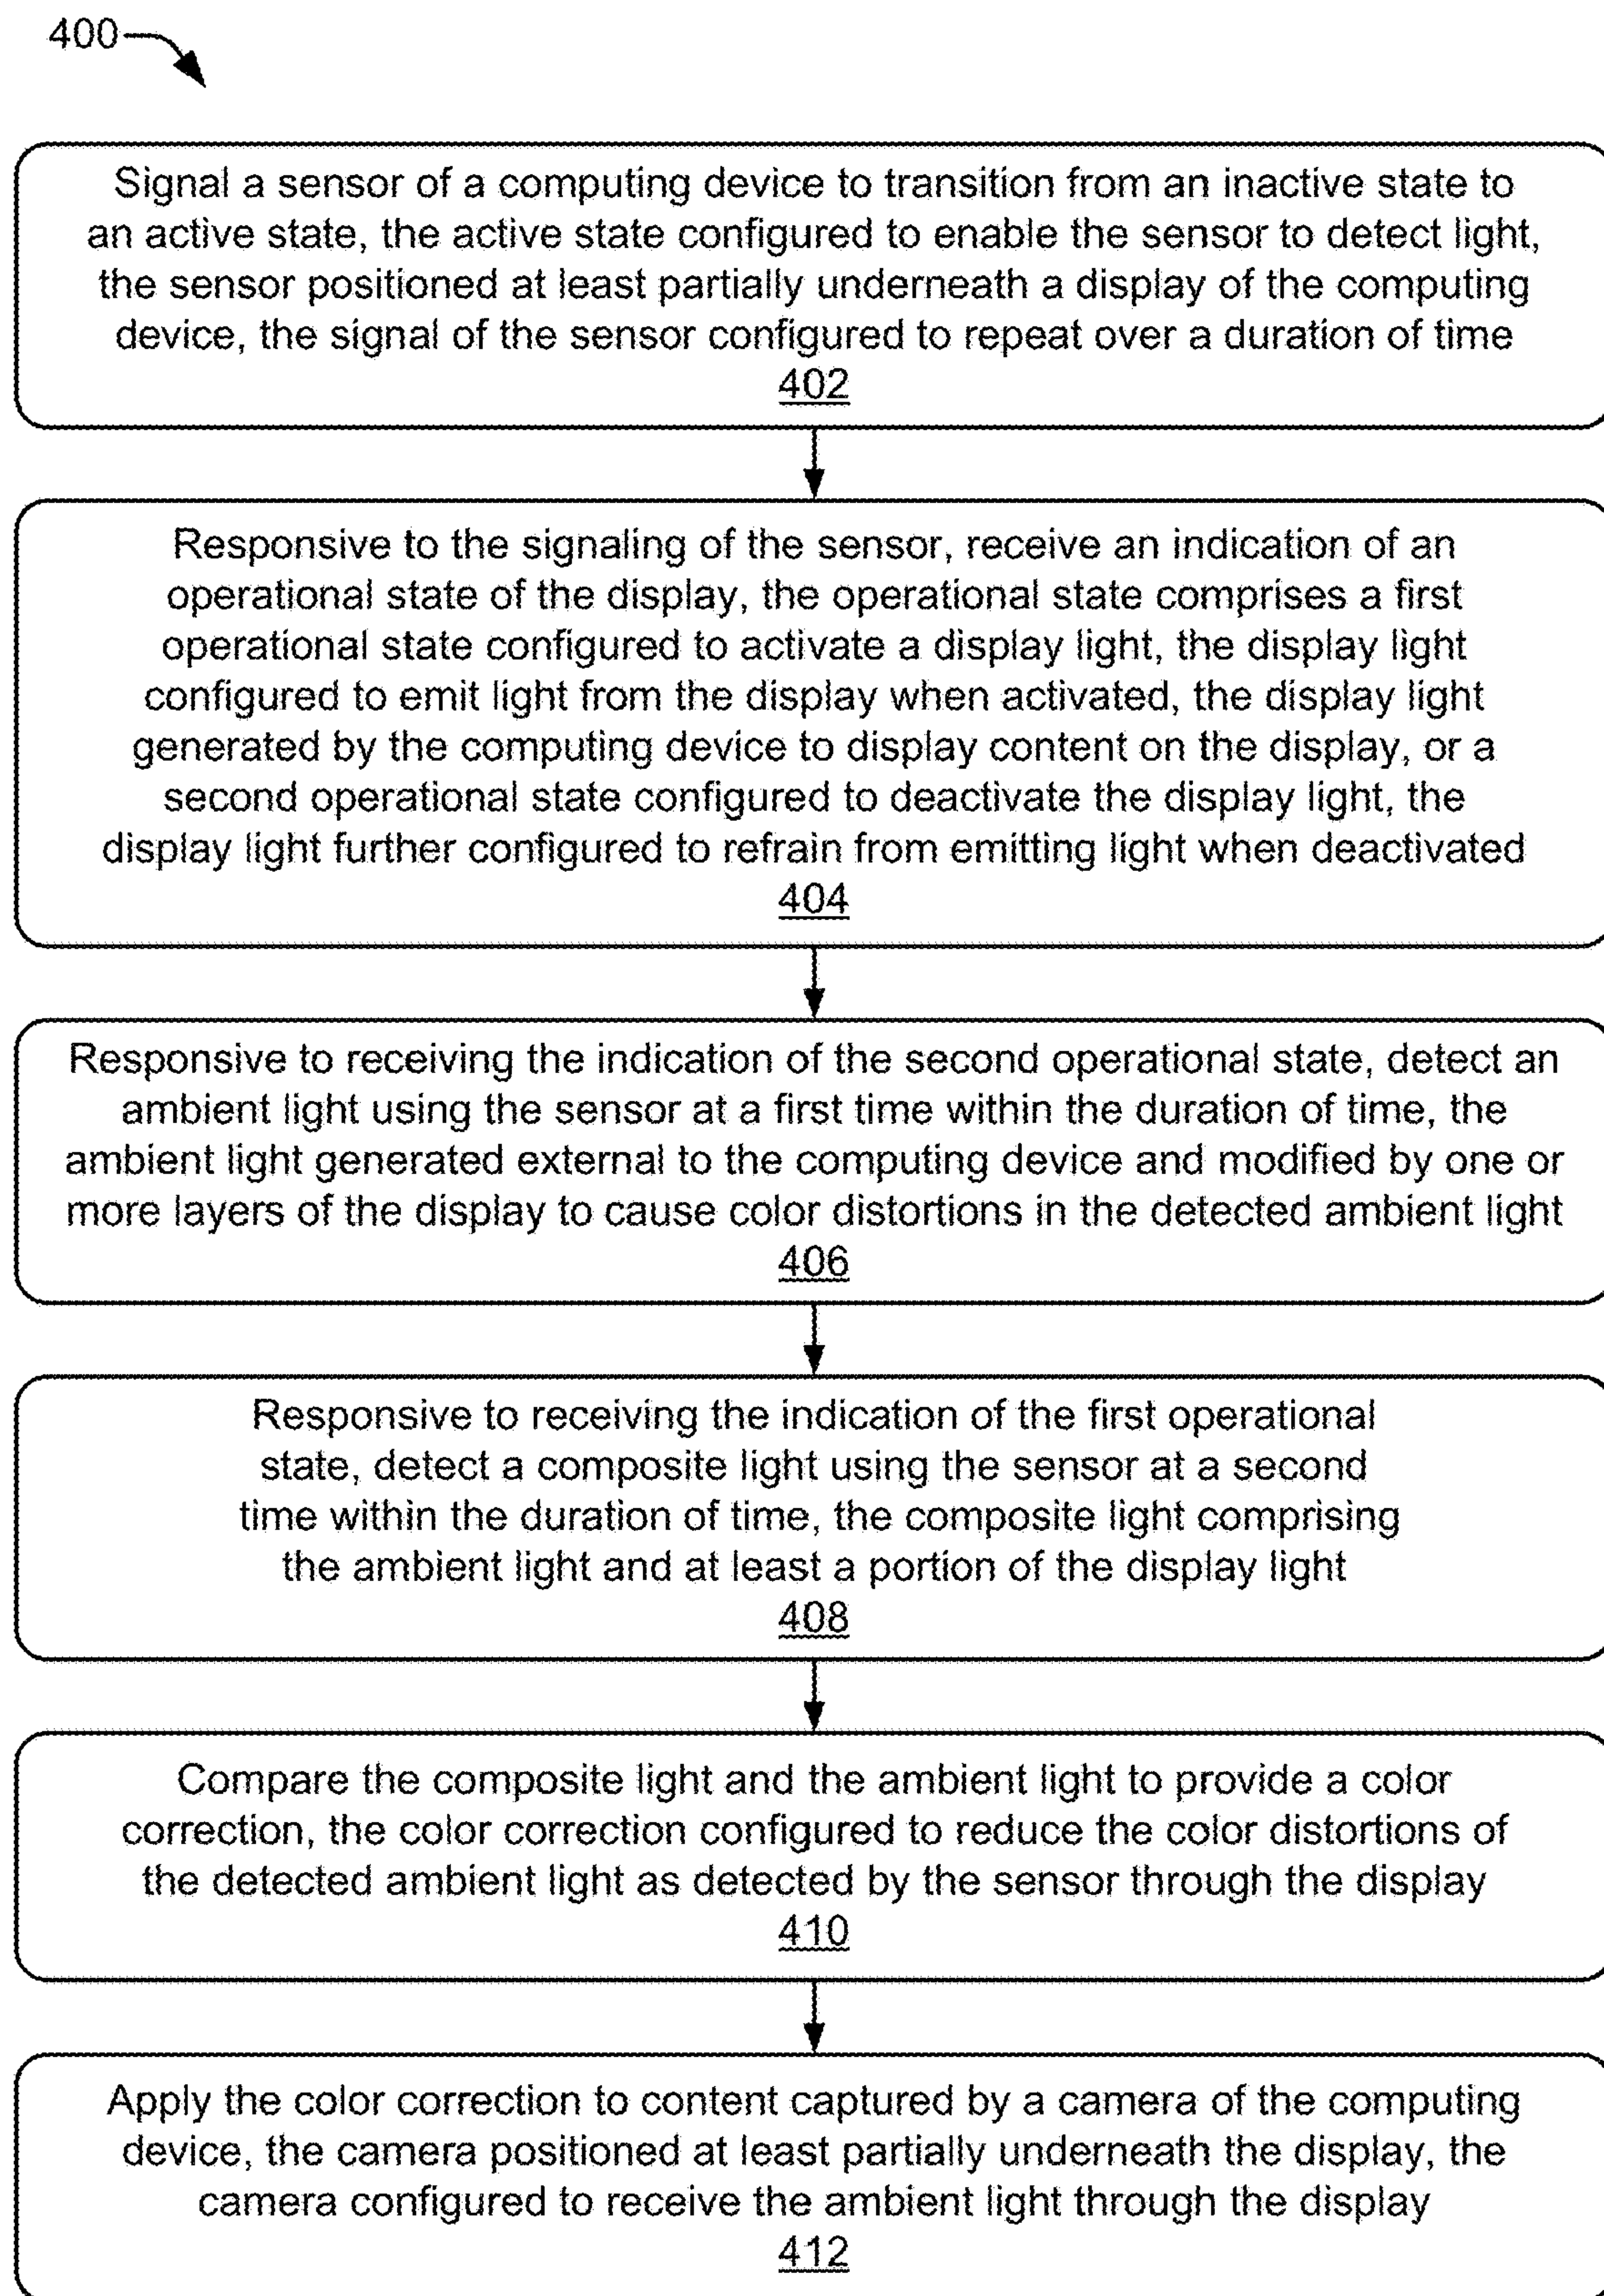 400
Signal a sensor of a computing device to transition from an inactive state to
an active state, the active state configured to enable the sensor to detect light,
the sensor positioned at least partially underneath a display of the computing
device, the signal of the sensor configured to repeat over a duration of time
402
Responsive to the signaling of the sensor, receive an indication of an
operational state of the display, the operational state comprises a first
operational state configured to activate a display light, the display light
configured to emit light from the display when activated, the display light
generated by the computing device to display content on the display, or a
second operational state configured to deactivate the display light, the
display light further configured to refrain from emitting light when deactivated
404
Responsive to receiving the indication of the second operational state, detect an
ambient light using the sensor at a first time within the duration of time, the
ambient light generated external to the computing device and modified by one or
more layers of the display to cause color distortions in the detected ambient light
406
Responsive to receiving the indication of the first operational
state, detect a composite light using the sensor at a second
time within the duration of time, the composite light comprising
the ambient light and at least a portion of the display light
408
Compare the composite light and the ambient light to provide a color
correction, the color correction configured to reduce the color distortions of
the detected ambient light as detected by the sensor through the display
410
Apply the color correction to content captured by a camera of the computing
device, the camera positioned at least partially underneath the display, the
camera configured to receive the ambient light through the display
412